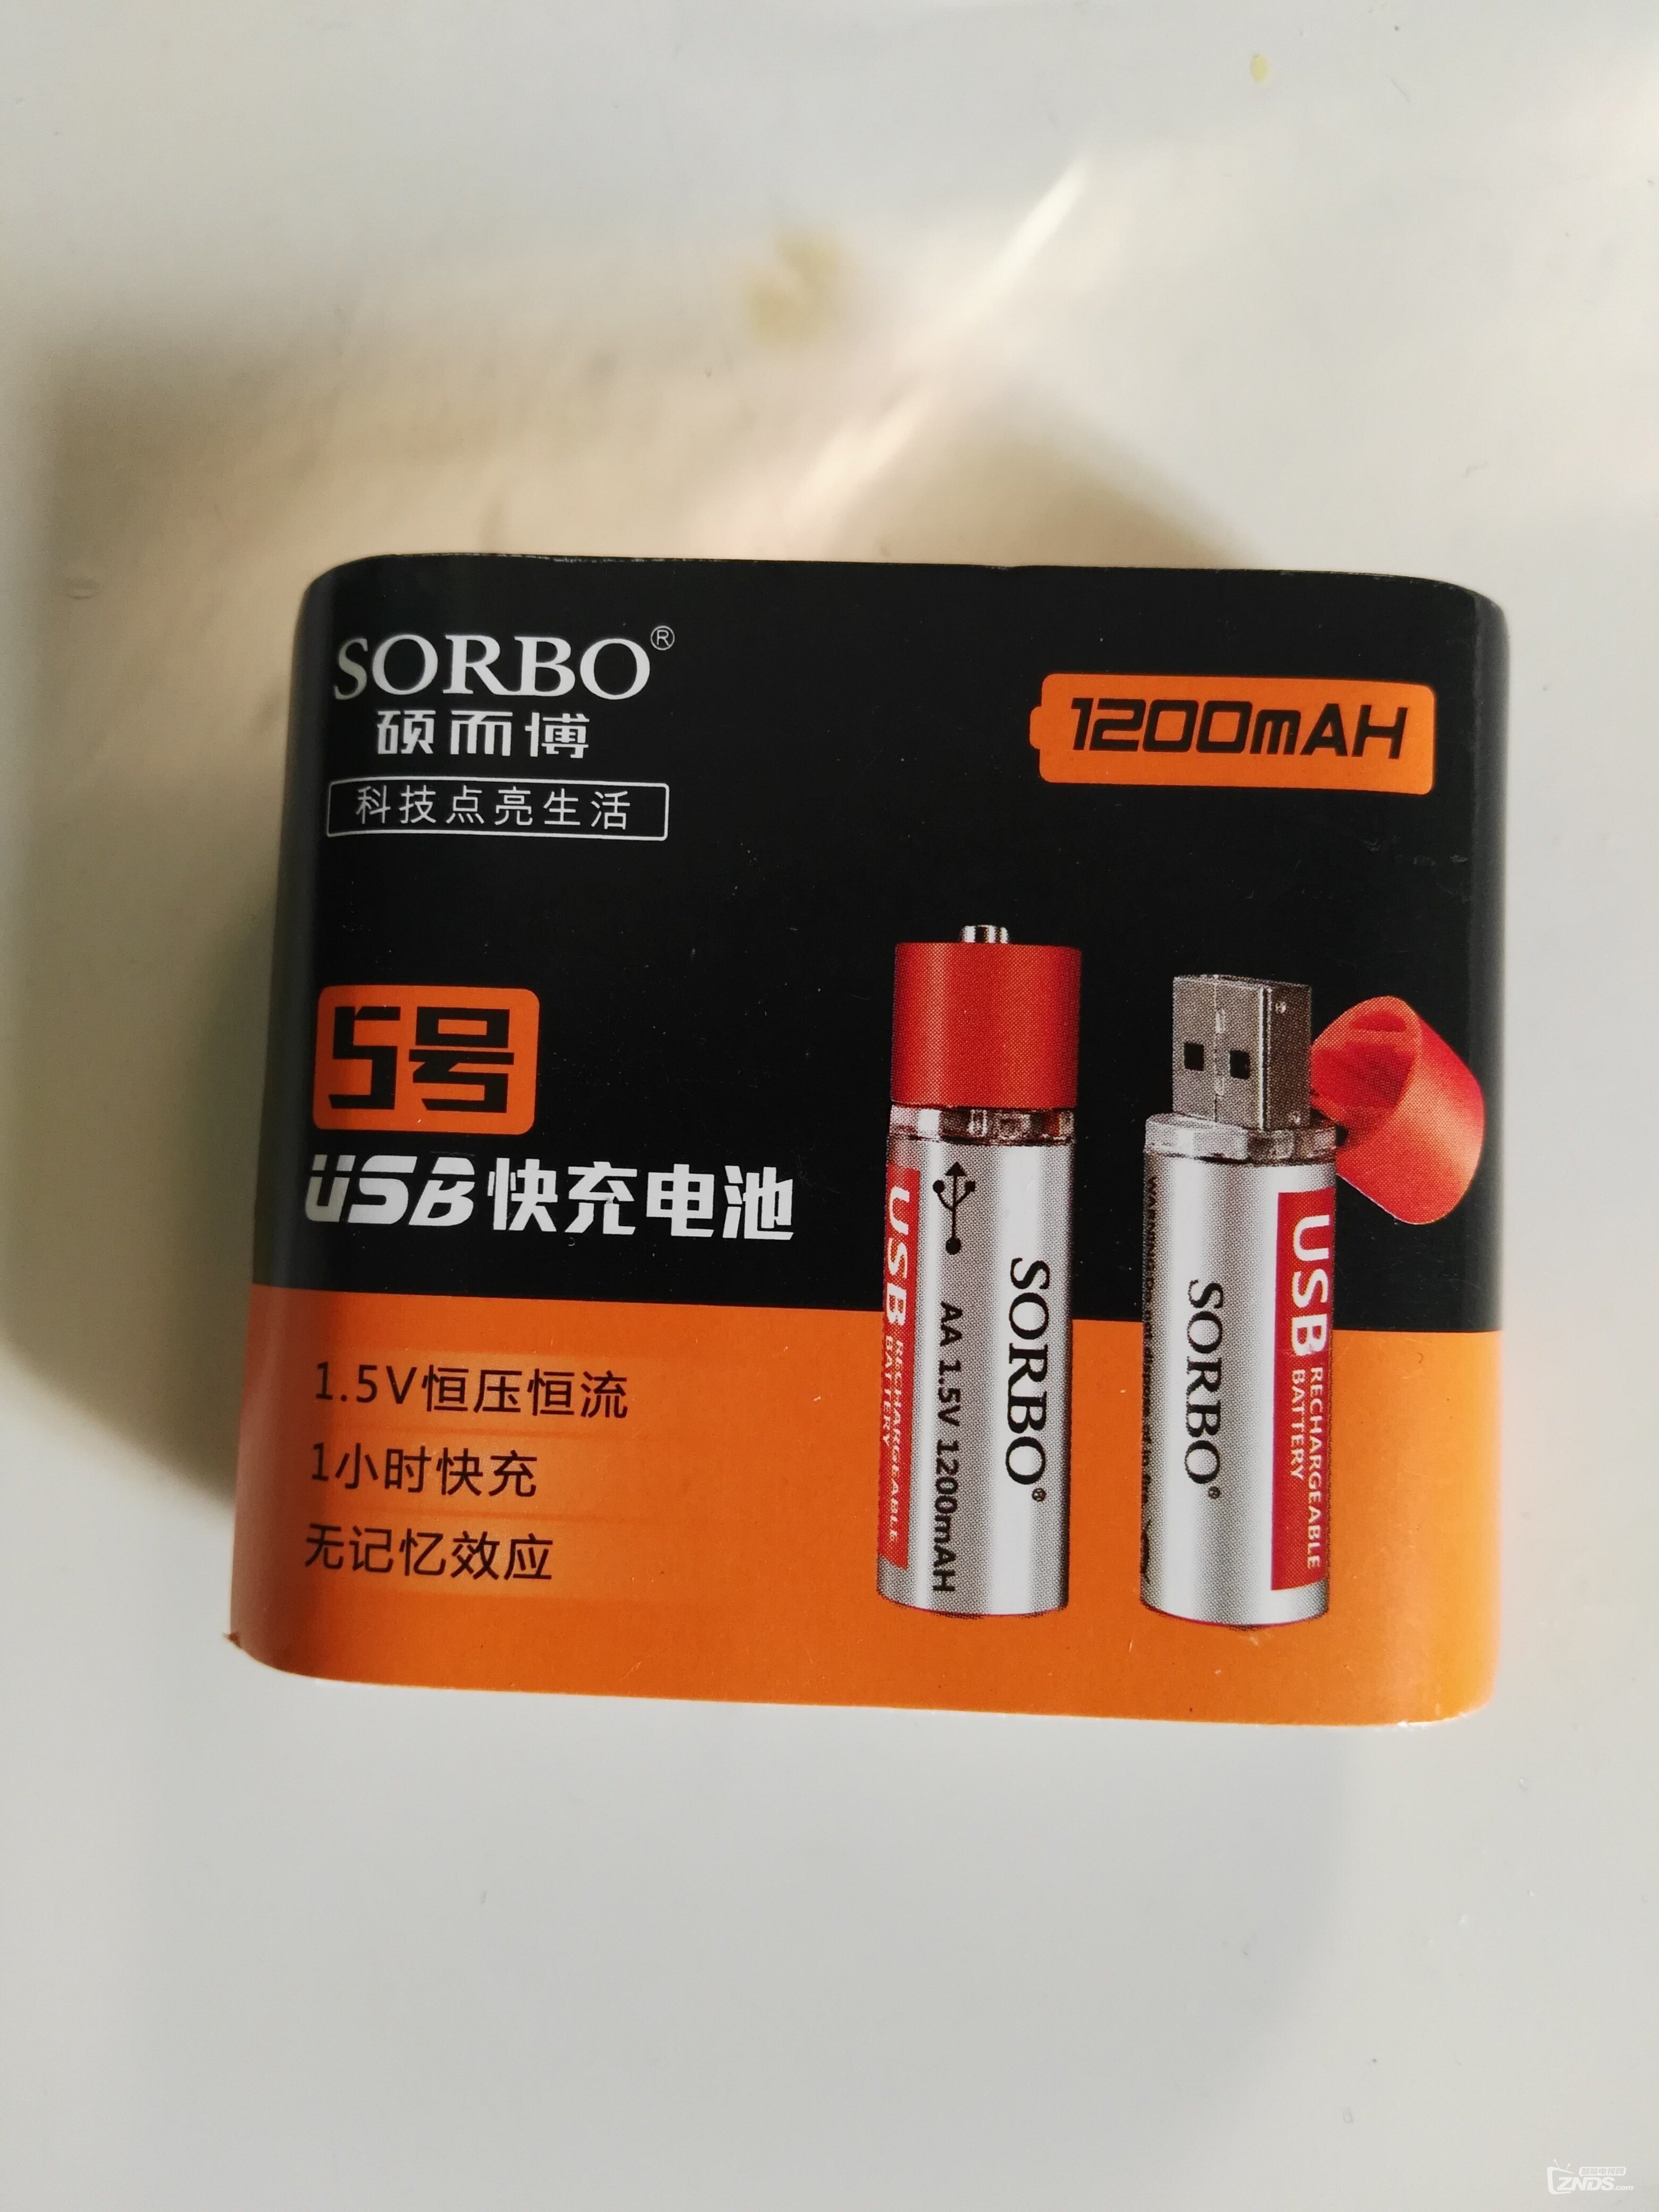 SORBO®
硕而博
科技点亮生活
1200mAH
5号
USB快充电池
1.5V恒压恒流
1小时快充
无记忆效应
USB RECHARGEABLE BATTERY
AA 1.5V 1200mAH
SORBO®
SORBO®
USB RECHARGEABLE BATTERY
ZNDS.com